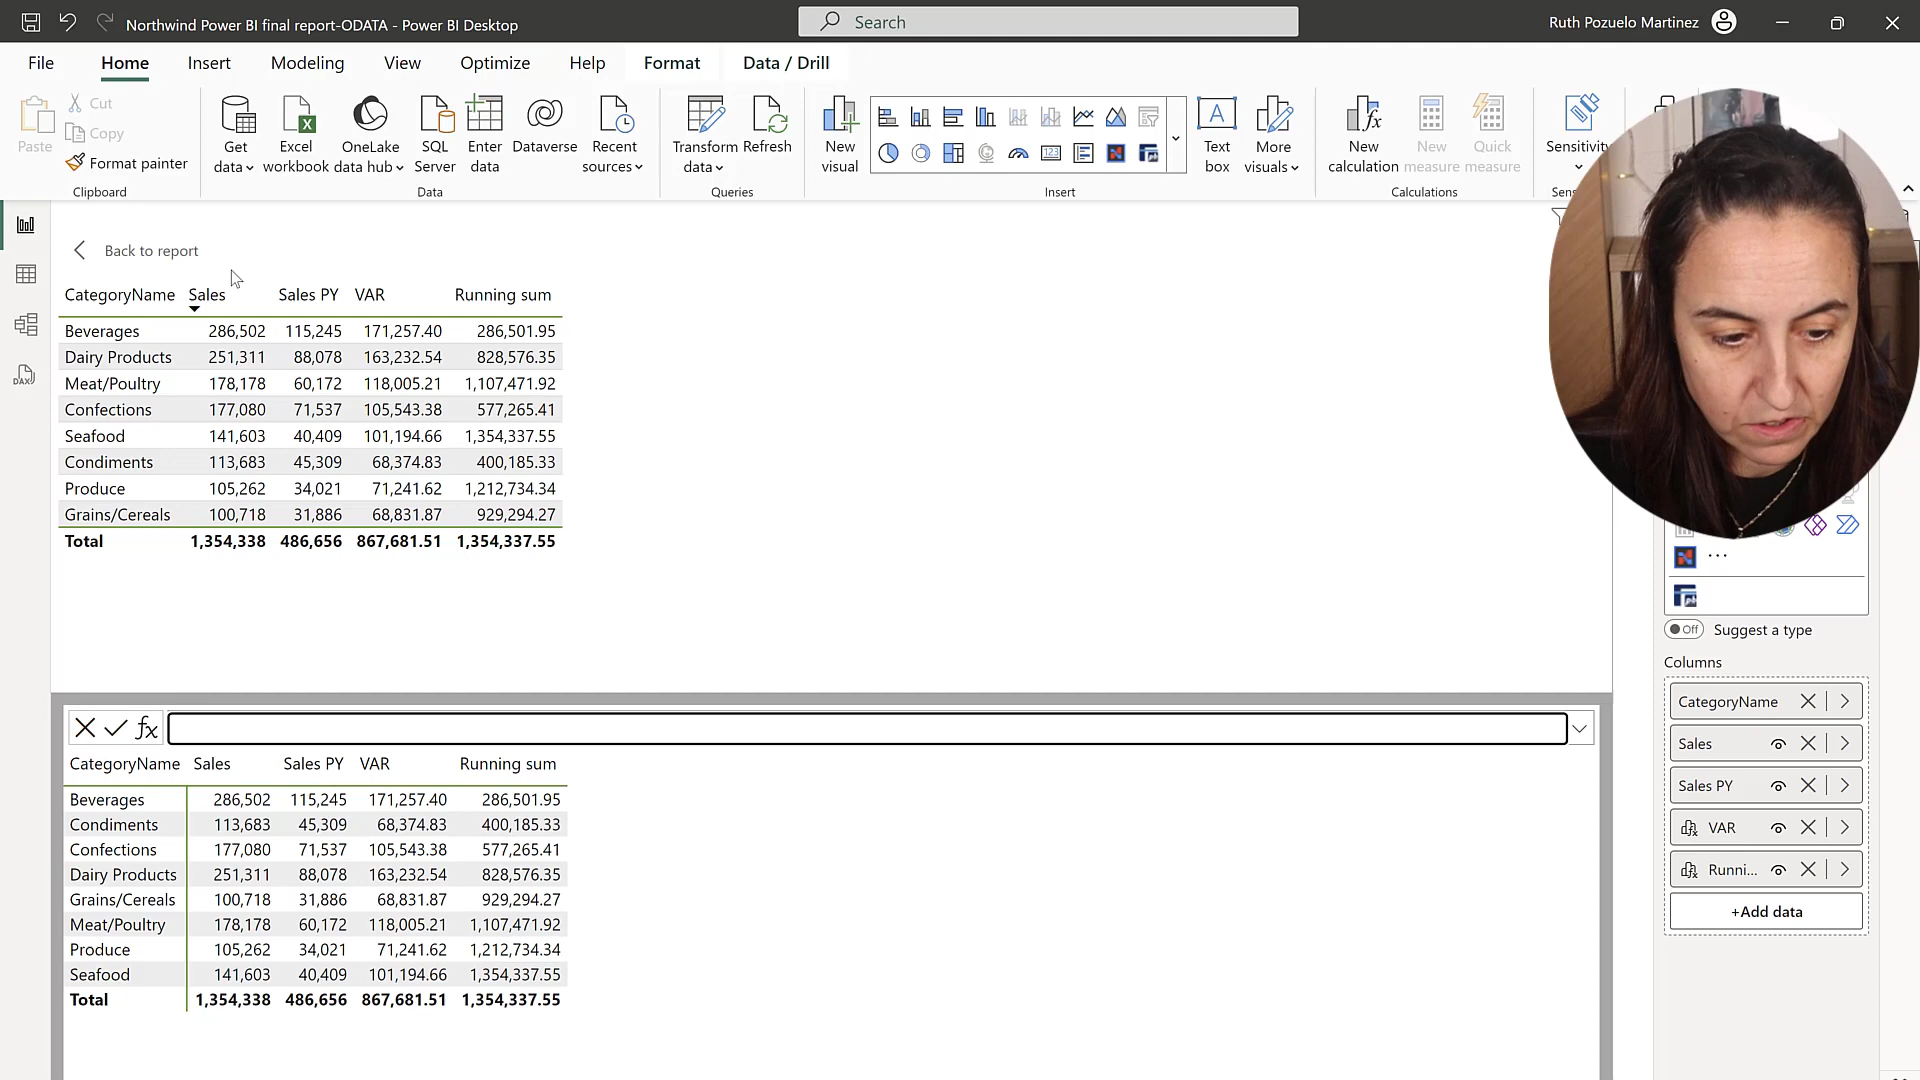 Northwind Power BI final report-ODATA - Power BI Desktop
Search
Ruth Pozuelo Martinez
File Home Insert Modeling View Optimize Help Format Data / Drill
Paste
Cut
Copy
Format painter
Clipboard
Get data
Excel workbook
OneLake data hub
SQL Server
Enter data
Dataverse
Recent sources
Data
Transform data
Refresh
Queries
New visual
Text box
More visuals
Insert
New calculation
New measure
Quick measure
Calculations
Sensitivity
DAX
Back to report
CategoryName Sales Sales PY VAR Running sum
Beverages 286,502 115,245 171,257.40 286,501.95
Dairy Products 251,311 88,078 163,232.54 828,576.35
Meat/Poultry 178,178 60,172 118,005.21 1,107,471.92
Confections 177,080 71,537 105,543.38 577,265.41
Seafood 141,603 40,409 101,194.66 1,354,337.55
Condiments 113,683 45,309 68,374.83 400,185.33
Produce 105,262 34,021 71,241.62 1,212,734.34
Grains/Cereals 100,718 31,886 68,831.87 929,294.27
Total 1,354,338 486,656 867,681.51 1,354,337.55
fx
CategoryName Sales Sales PY VAR Running sum
Beverages 286,502 115,245 171,257.40 286,501.95
Condiments 113,683 45,309 68,374.83 400,185.33
Confections 177,080 71,537 105,543.38 577,265.41
Dairy Products 251,311 88,078 163,232.54 828,576.35
Grains/Cereals 100,718 31,886 68,831.87 929,294.27
Meat/Poultry 178,178 60,172 118,005.21 1,107,471.92
Produce 105,262 34,021 71,241.62 1,212,734.34
Seafood 141,603 40,409 101,194.66 1,354,337.55
Total 1,354,338 486,656 867,681.51 1,354,337.55
...
Off Suggest a type
Columns
CategoryName
Sales
Sales PY
VAR
Runni...
+Add data